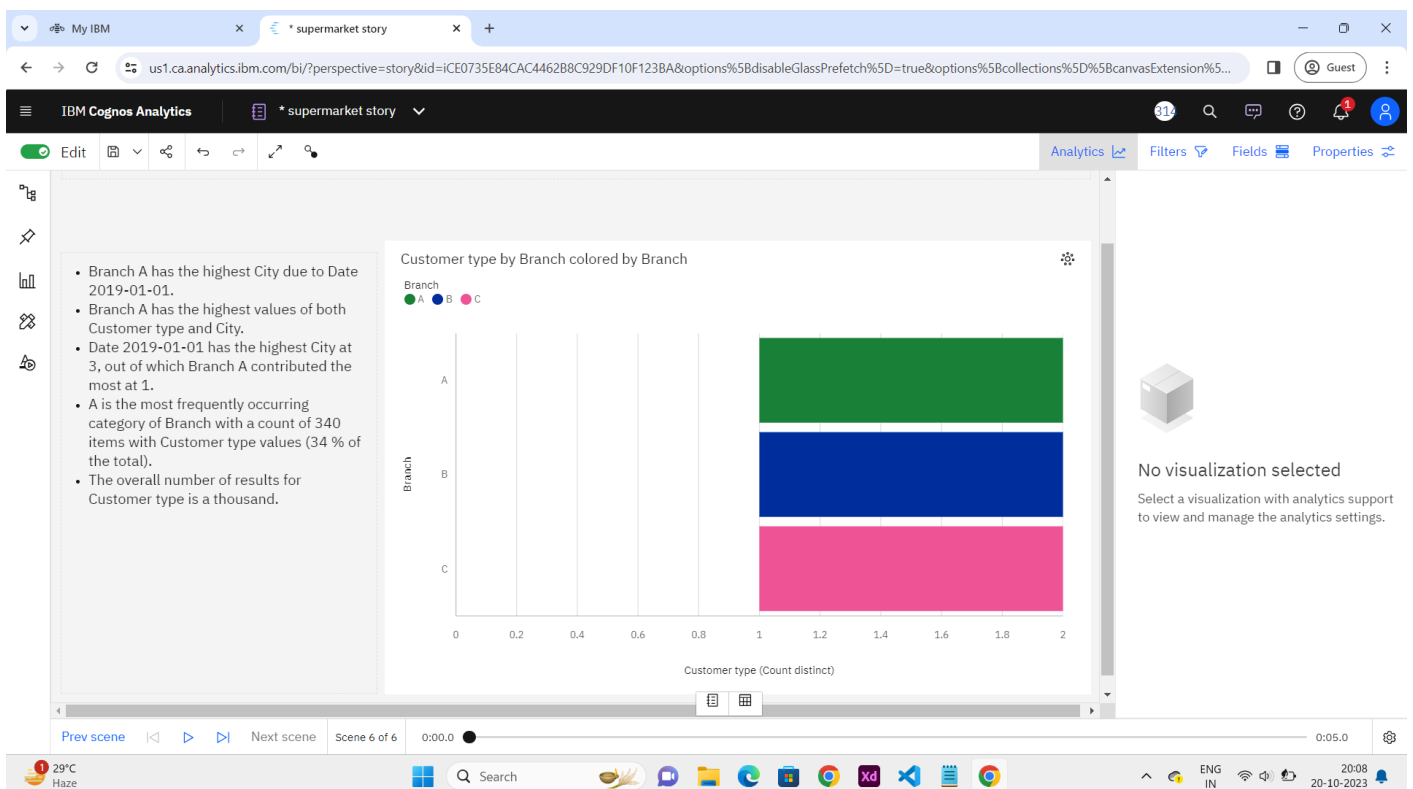 My IBM
* supermarket story
us1.ca.analytics.ibm.com/bi/?perspective=story&id=iCE0735E84CAC4462B8C929DF10F123BA&options%5BdisableGlassPrefetch%5D=true&options%5Bcollections%5D%5BcanvasExtension%5...
Guest
IBM Cognos Analytics
* supermarket story
314
1
Edit
Analytics
Filters
Fields
Properties
• Branch A has the highest City due to Date
2019-01-01.
• Branch A has the highest values of both
Customer type and City.
• Date 2019-01-01 has the highest City at
3, out of which Branch A contributed the
most at 1.
• A is the most frequently occurring
category of Branch with a count of 340
items with Customer type values (34 % of
the total).
• The overall number of results for
Customer type is a thousand.
Customer type by Branch colored by Branch
Branch
A B C
Branch
A
B
C
0 0.2 0.4 0.6 0.8 1 1.2 1.4 1.6 1.8 2
Customer type (Count distinct)
No visualization selected
Select a visualization with analytics support
to view and manage the analytics settings.
Prev scene
Next scene
Scene 6 of 6
0:00.0
0:05.0
1
29°C
Haze
Search
Xd
ENG
IN
20:08
20-10-2023